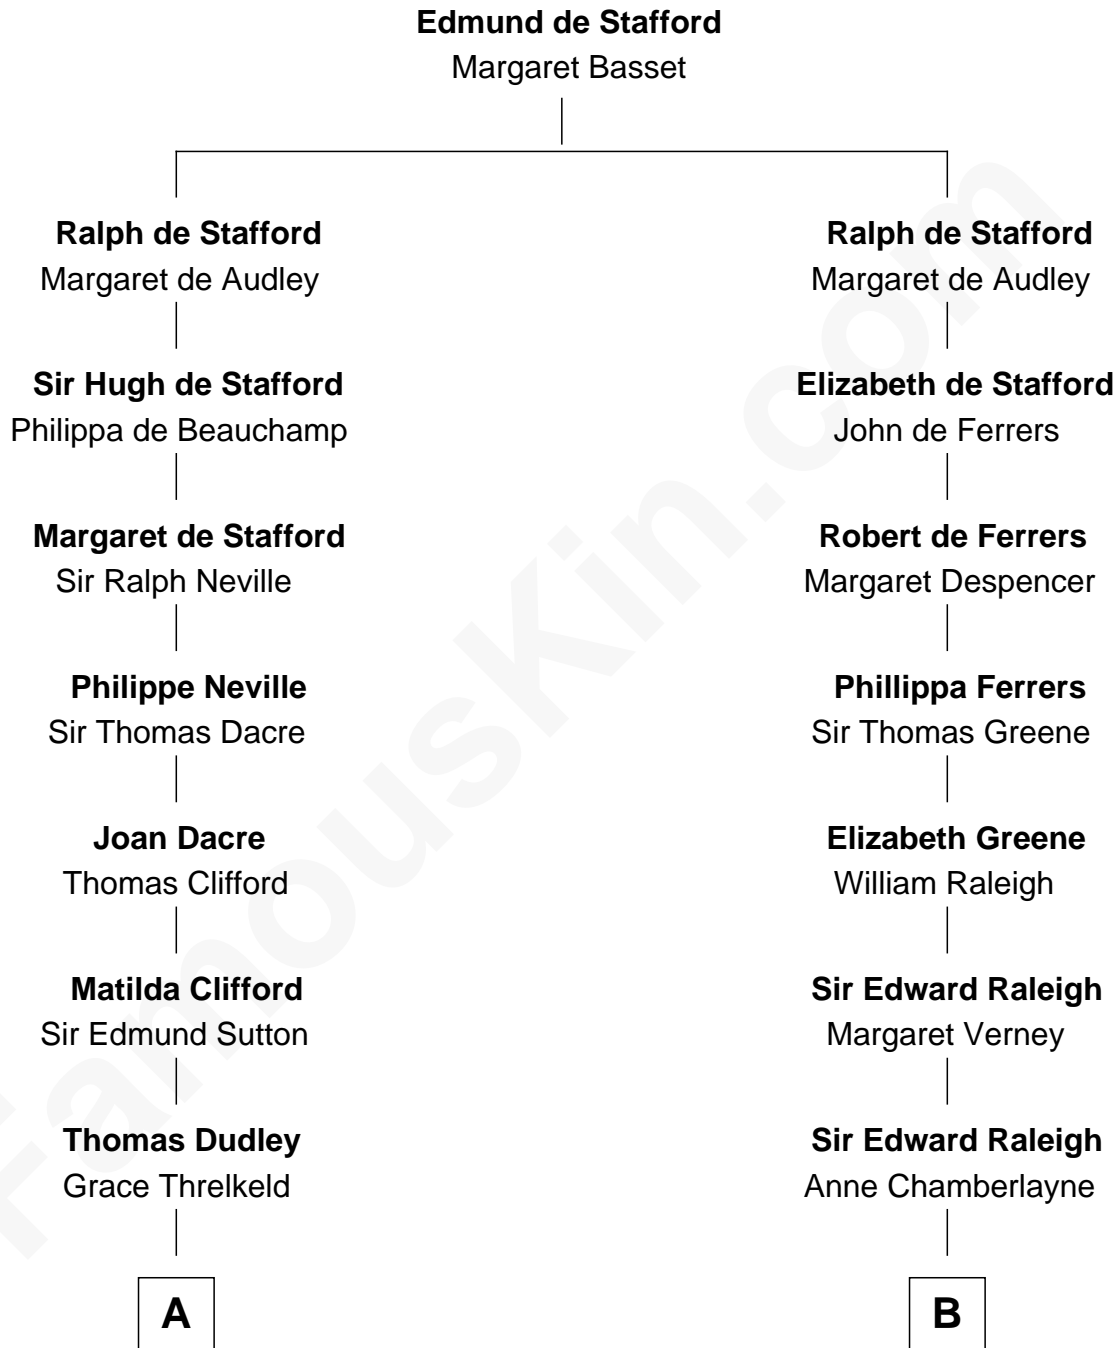 Edmund de Stafford
Margaret Basset
Ralph de Stafford
Margaret de Audley
Sir Hugh de Stafford
Philippa de Beauchamp
Margaret de Stafford
Sir Ralph Neville
Philippe Neville
Sir Thomas Dacre
Joan Dacre
Thomas Clifford
Matilda Clifford
Sir Edmund Sutton
Thomas Dudley
Grace Threlkeld
A
Ralph de Stafford
Margaret de Audley
Elizabeth de Stafford
John de Ferrers
Robert de Ferrers
Margaret Despencer
Phillippa Ferrers
Sir Thomas Greene
Elizabeth Greene
William Raleigh
Sir Edward Raleigh
Margaret Verney
Sir Edward Raleigh
Anne Chamberlayne
B
FamousKin.com